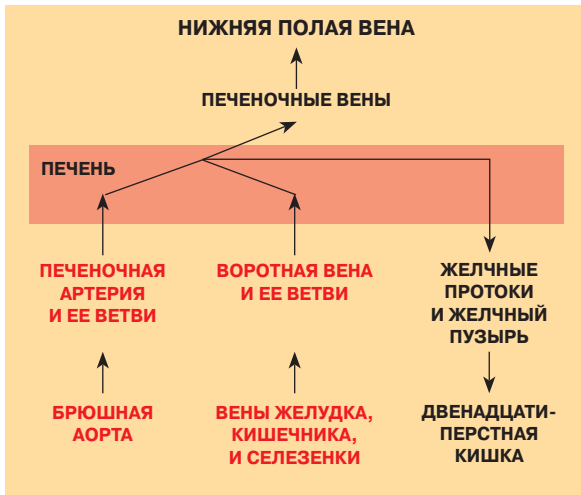 НИЖНЯЯ ПОЛАЯ ВЕНА
ПЕЧЕНОЧНЫЕ ВЕНЫ
ПЕЧЕНЬ
ПЕЧЕНОЧНАЯ
АРТЕРИЯ
И ЕЕ ВЕТВИ
ВОРОТНАЯ ВЕНА
И ЕЕ ВЕТВИ
ЖЕЛЧНЫЕ
ПРОТОКИ
И ЖЕЛЧНЫЙ
ПУЗЫРЬ
БРЮШНАЯ
АОРТА
ВЕНЫ ЖЕЛУДКА,
КИШЕЧНИКА,
И СЕЛЕЗЕНКИ
ДВЕНАДЦАТИ-
ПЕРСТНАЯ
КИШКА